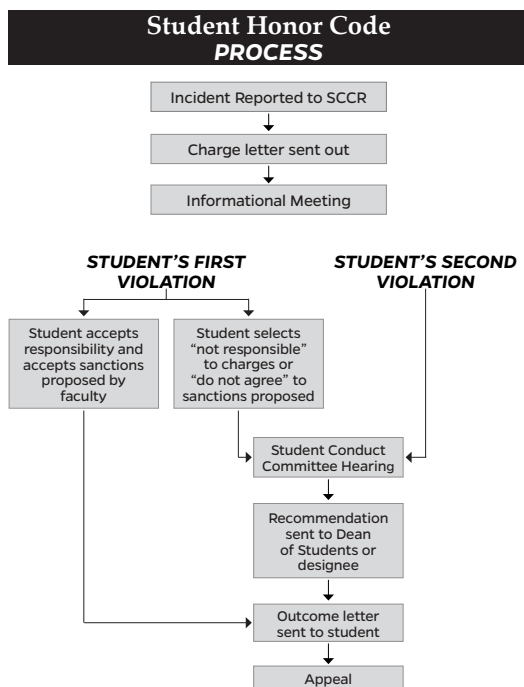 Student Honor Code
PROCESS
Incident Reported to SCCR
Charge letter sent out
Informational Meeting
STUDENT'S FIRST
VIOLATION
STUDENT'S SECOND
VIOLATION
Student accepts
responsibility and
accepts sanctions
proposed by
faculty
Student selects
“not responsible”
to charges or
“do not agree” to
sanctions proposed
Student Conduct
Committee Hearing
Recommendation
sent to Dean
of Students or
designee
Outcome letter
sent to student
Appeal